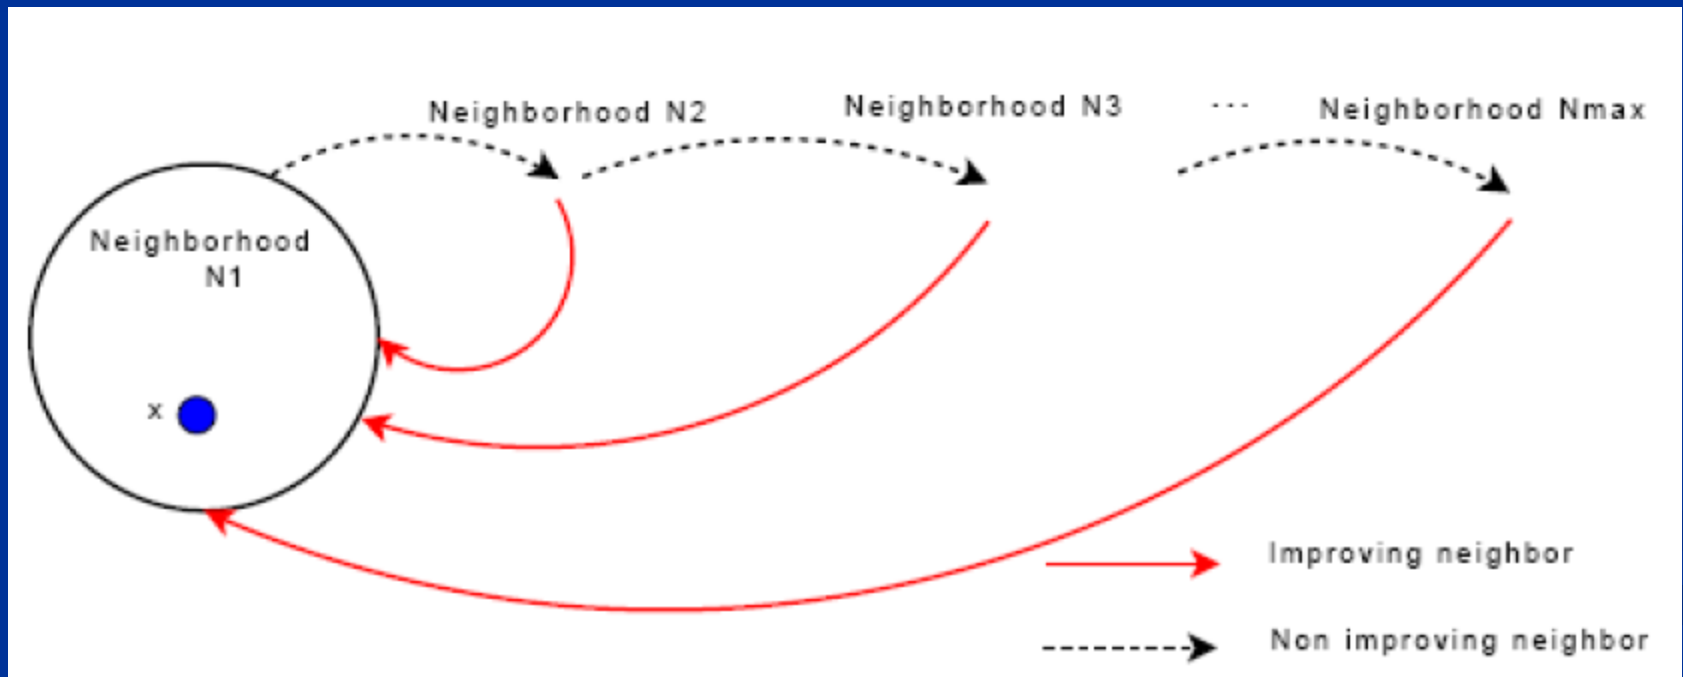 Neighborhood N2
Neighborhood N3
...
Neighborhood Nmax
Neighborhood
N1
x
Improving neighbor
Non improving neighbor